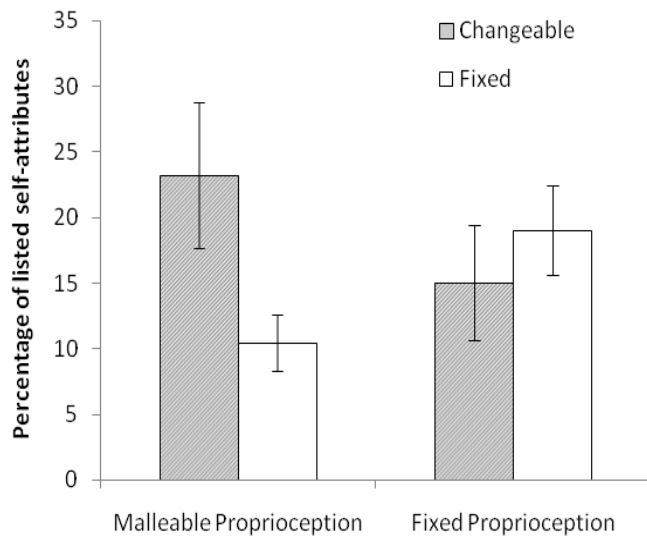 Percentage of listed self-attributes
35
30
25
20
15
10
5
0
Changeable
Fixed
Malleable Proprioception
Fixed Proprioception